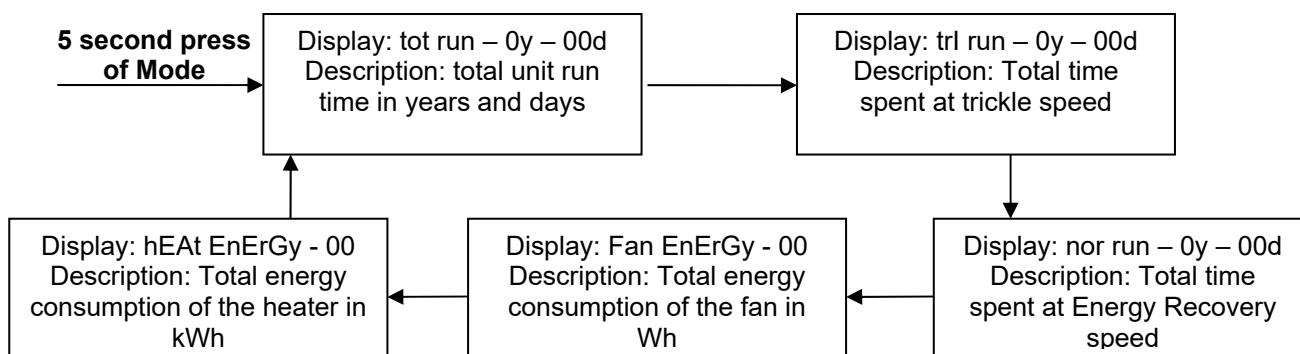 5 second press
of Mode
Display: tot run – 0y – 00d
Description: total unit run
time in years and days
Display: trI run – 0y – 00d
Description: Total time
spent at trickle speed
Display: nor run – 0y – 00d
Description: Total time
spent at Energy Recovery
speed
Display: Fan EnErGy - 00
Description: Total energy
consumption of the fan in
Wh
Display: hEAt EnErGy - 00
Description: Total energy
consumption of the heater in
kWh